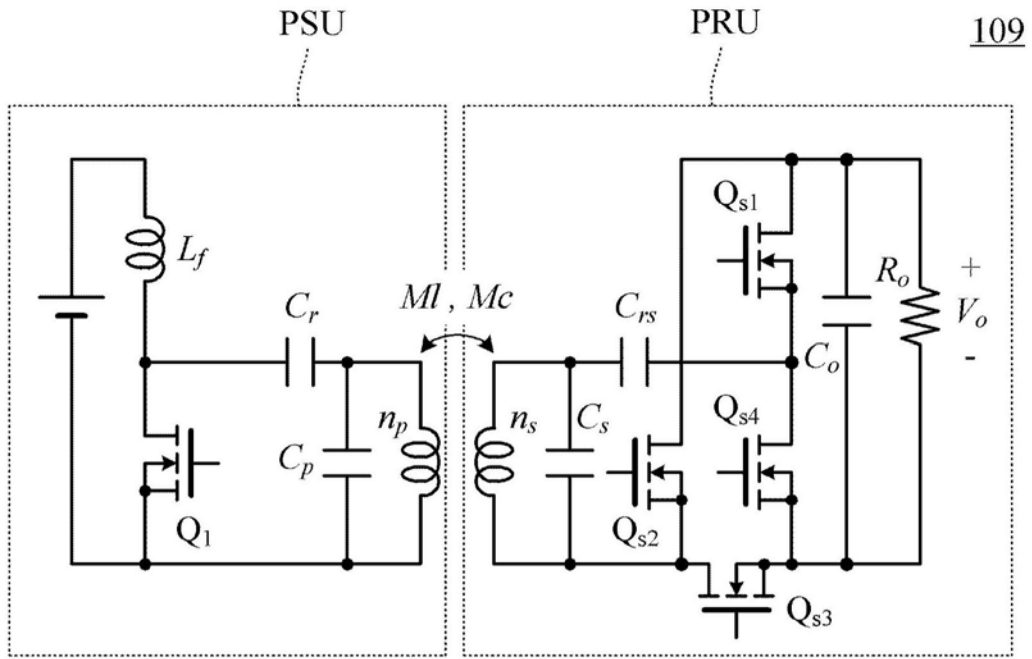 PSU
PRU
109
Q_s1
L_f
R_o
+
C_r
Ml , Mc
C_rs
V_o
C_o
-
n_p
n_s
C_s
Q_s4
C_p
Q_1
Q_s2
Q_s3